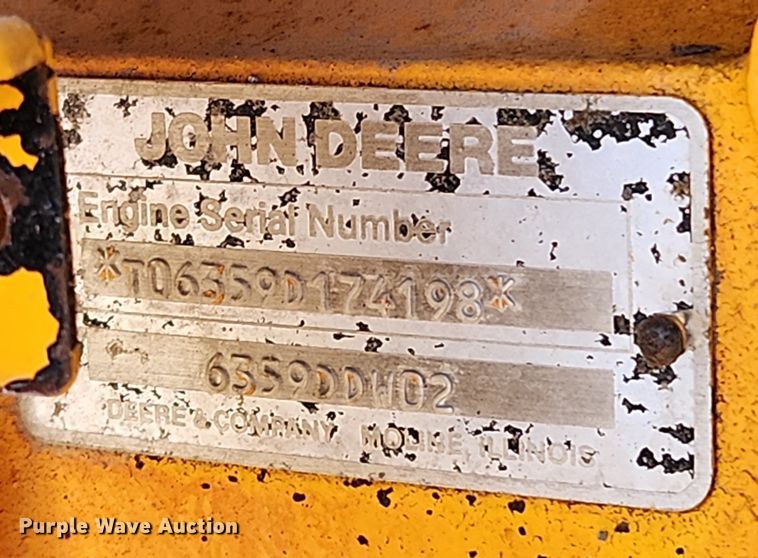 JOHN DEERE
Engine Serial Number
*T06359D174198*
6359DDW02
DEERE & COMPANY, MOLINE, ILLINOIS
Purple Wave Auction